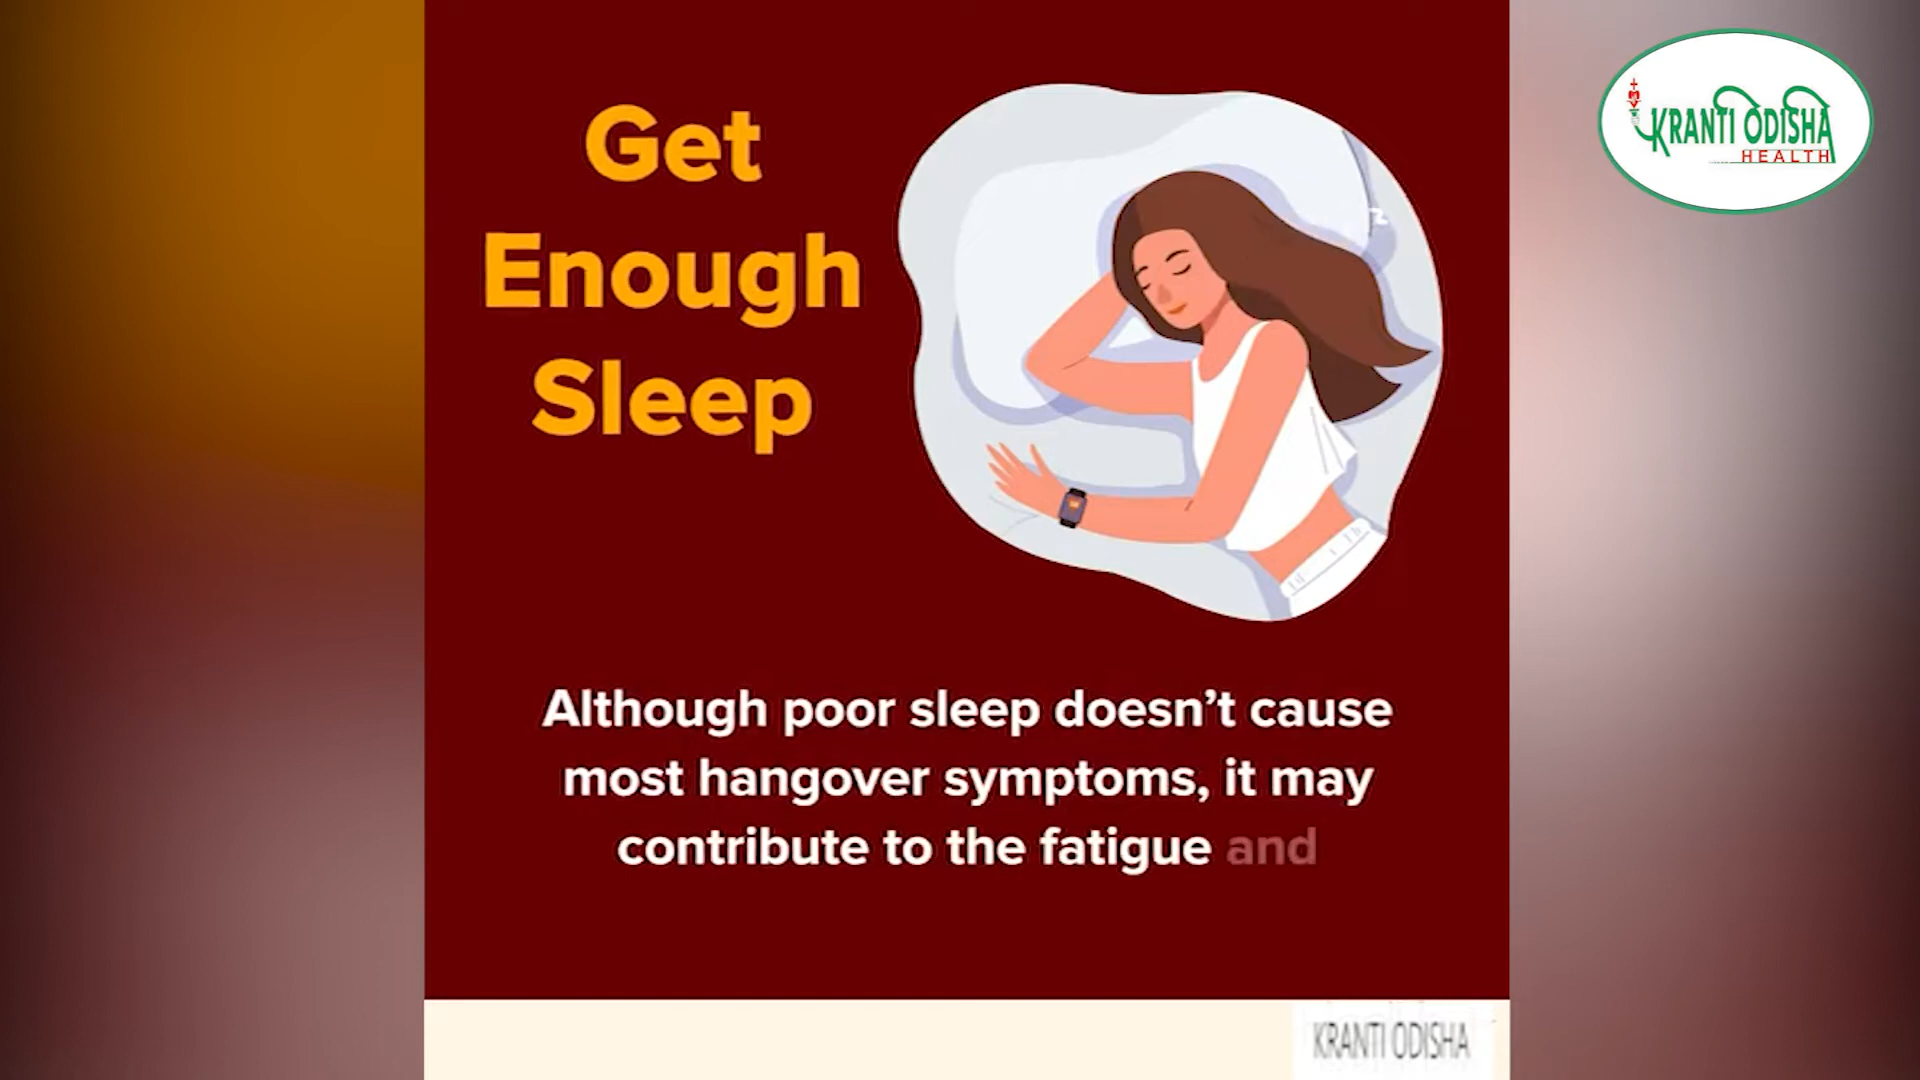 Get
Enough
Sleep
KRANTI ODISHA
HEALTH
Although poor sleep doesn’t cause
most hangover symptoms, it may
contribute to the fatigue and
KRANTI ODISHA